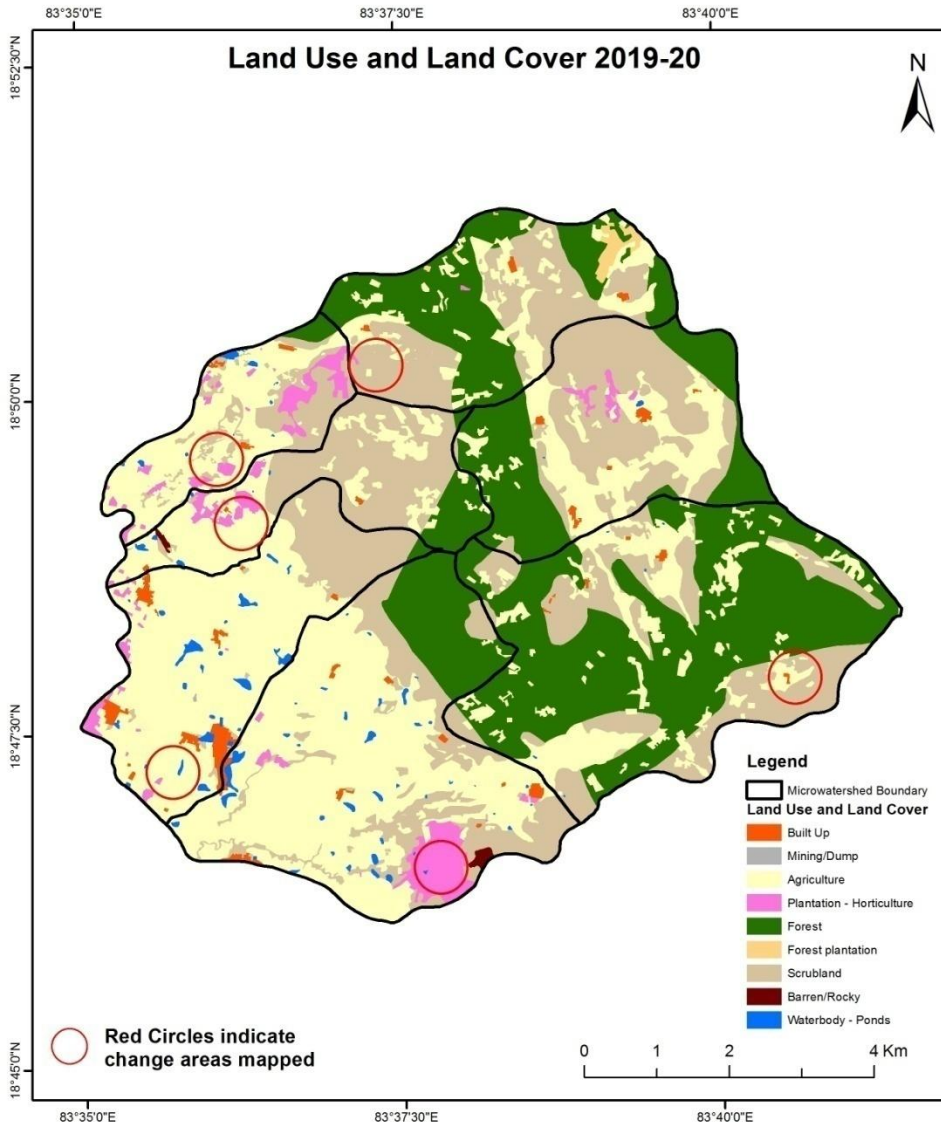 83°35'0"E
83°37'30"E
83°40'0"E
Land Use and Land Cover 2019-20
N
18°52'30"N
18°50'0"N
18°47'30"N
18°45'0"N
Legend
Microwatershed Boundary
Land Use and Land Cover
Built Up
Mining/Dump
Agriculture
Plantation - Horticulture
Forest
Forest plantation
Scrubland
Barren/Rocky
Waterbody - Ponds
Red Circles indicate
change areas mapped
0 1 2 4 Km
83°35'0"E
83°37'30"E
83°40'0"E